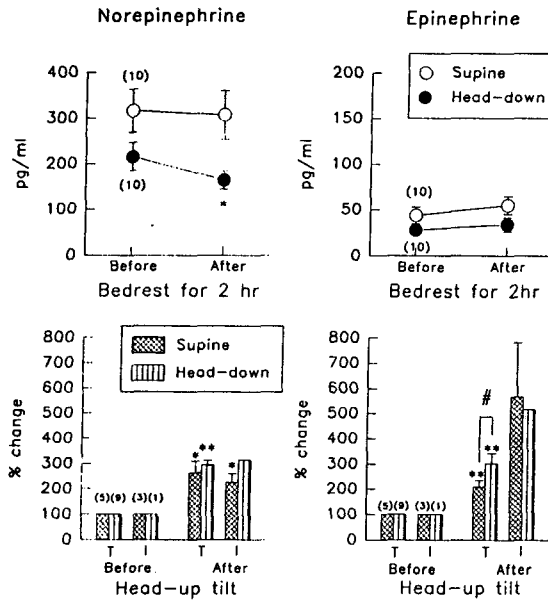 Norepinephrine
400
300
200
100
0
pg/ml
(10)
(10)
*
Before After
Bedrest for 2 hr
Epinephrine
200
150
100
50
0
pg/ml
Supine
Head-down
(10)
(10)
Before After
Bedrest for 2hr
800
700
600
500
400
300
200
100
0
% change
Supine
Head-down
(5)(9) (3)(1)
* ** *
T I T I
Before After
Head-up tilt
800
700
600
500
400
300
200
100
0
% change
#
** **
(5)(9) (3)(1)
T I T I
Before After
Head-up tilt